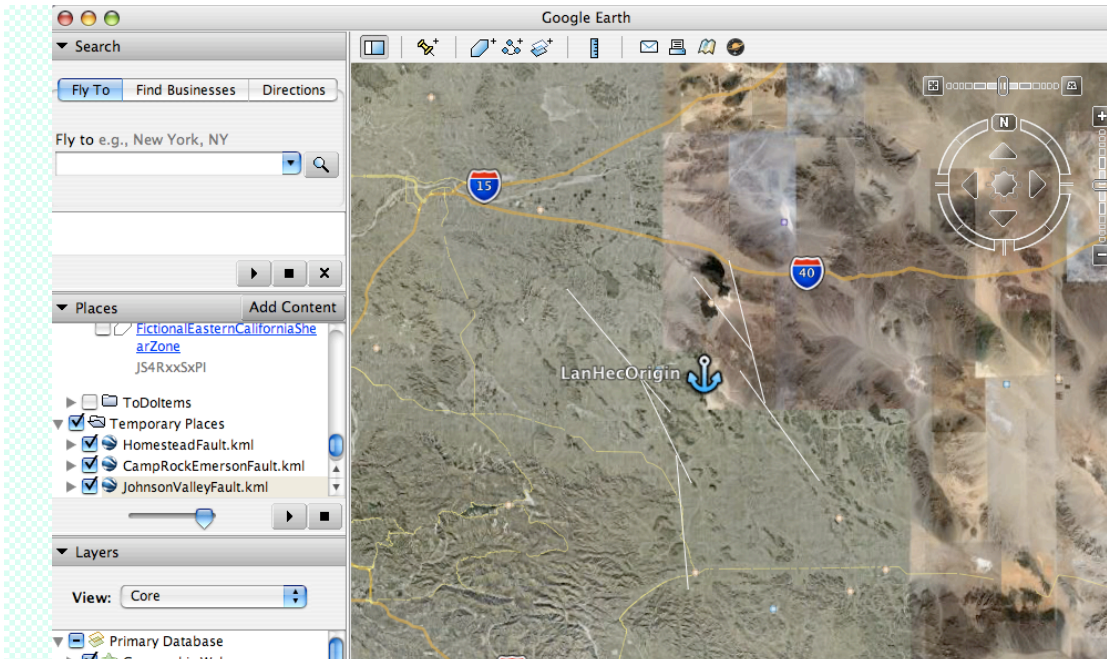 Google Earth
Search
Fly To
Find Businesses
Directions
Fly to e.g., New York, NY
Places
Add Content
FictionalEasternCaliforniaShe
arZone
JS4RxxSxPI
ToDoItems
Temporary Places
HomesteadFault.kml
CampRockEmersonFault.kml
JohnsonValleyFault.kml
Layers
View: Core
Primary Database
15
N
40
LanHecOrigin